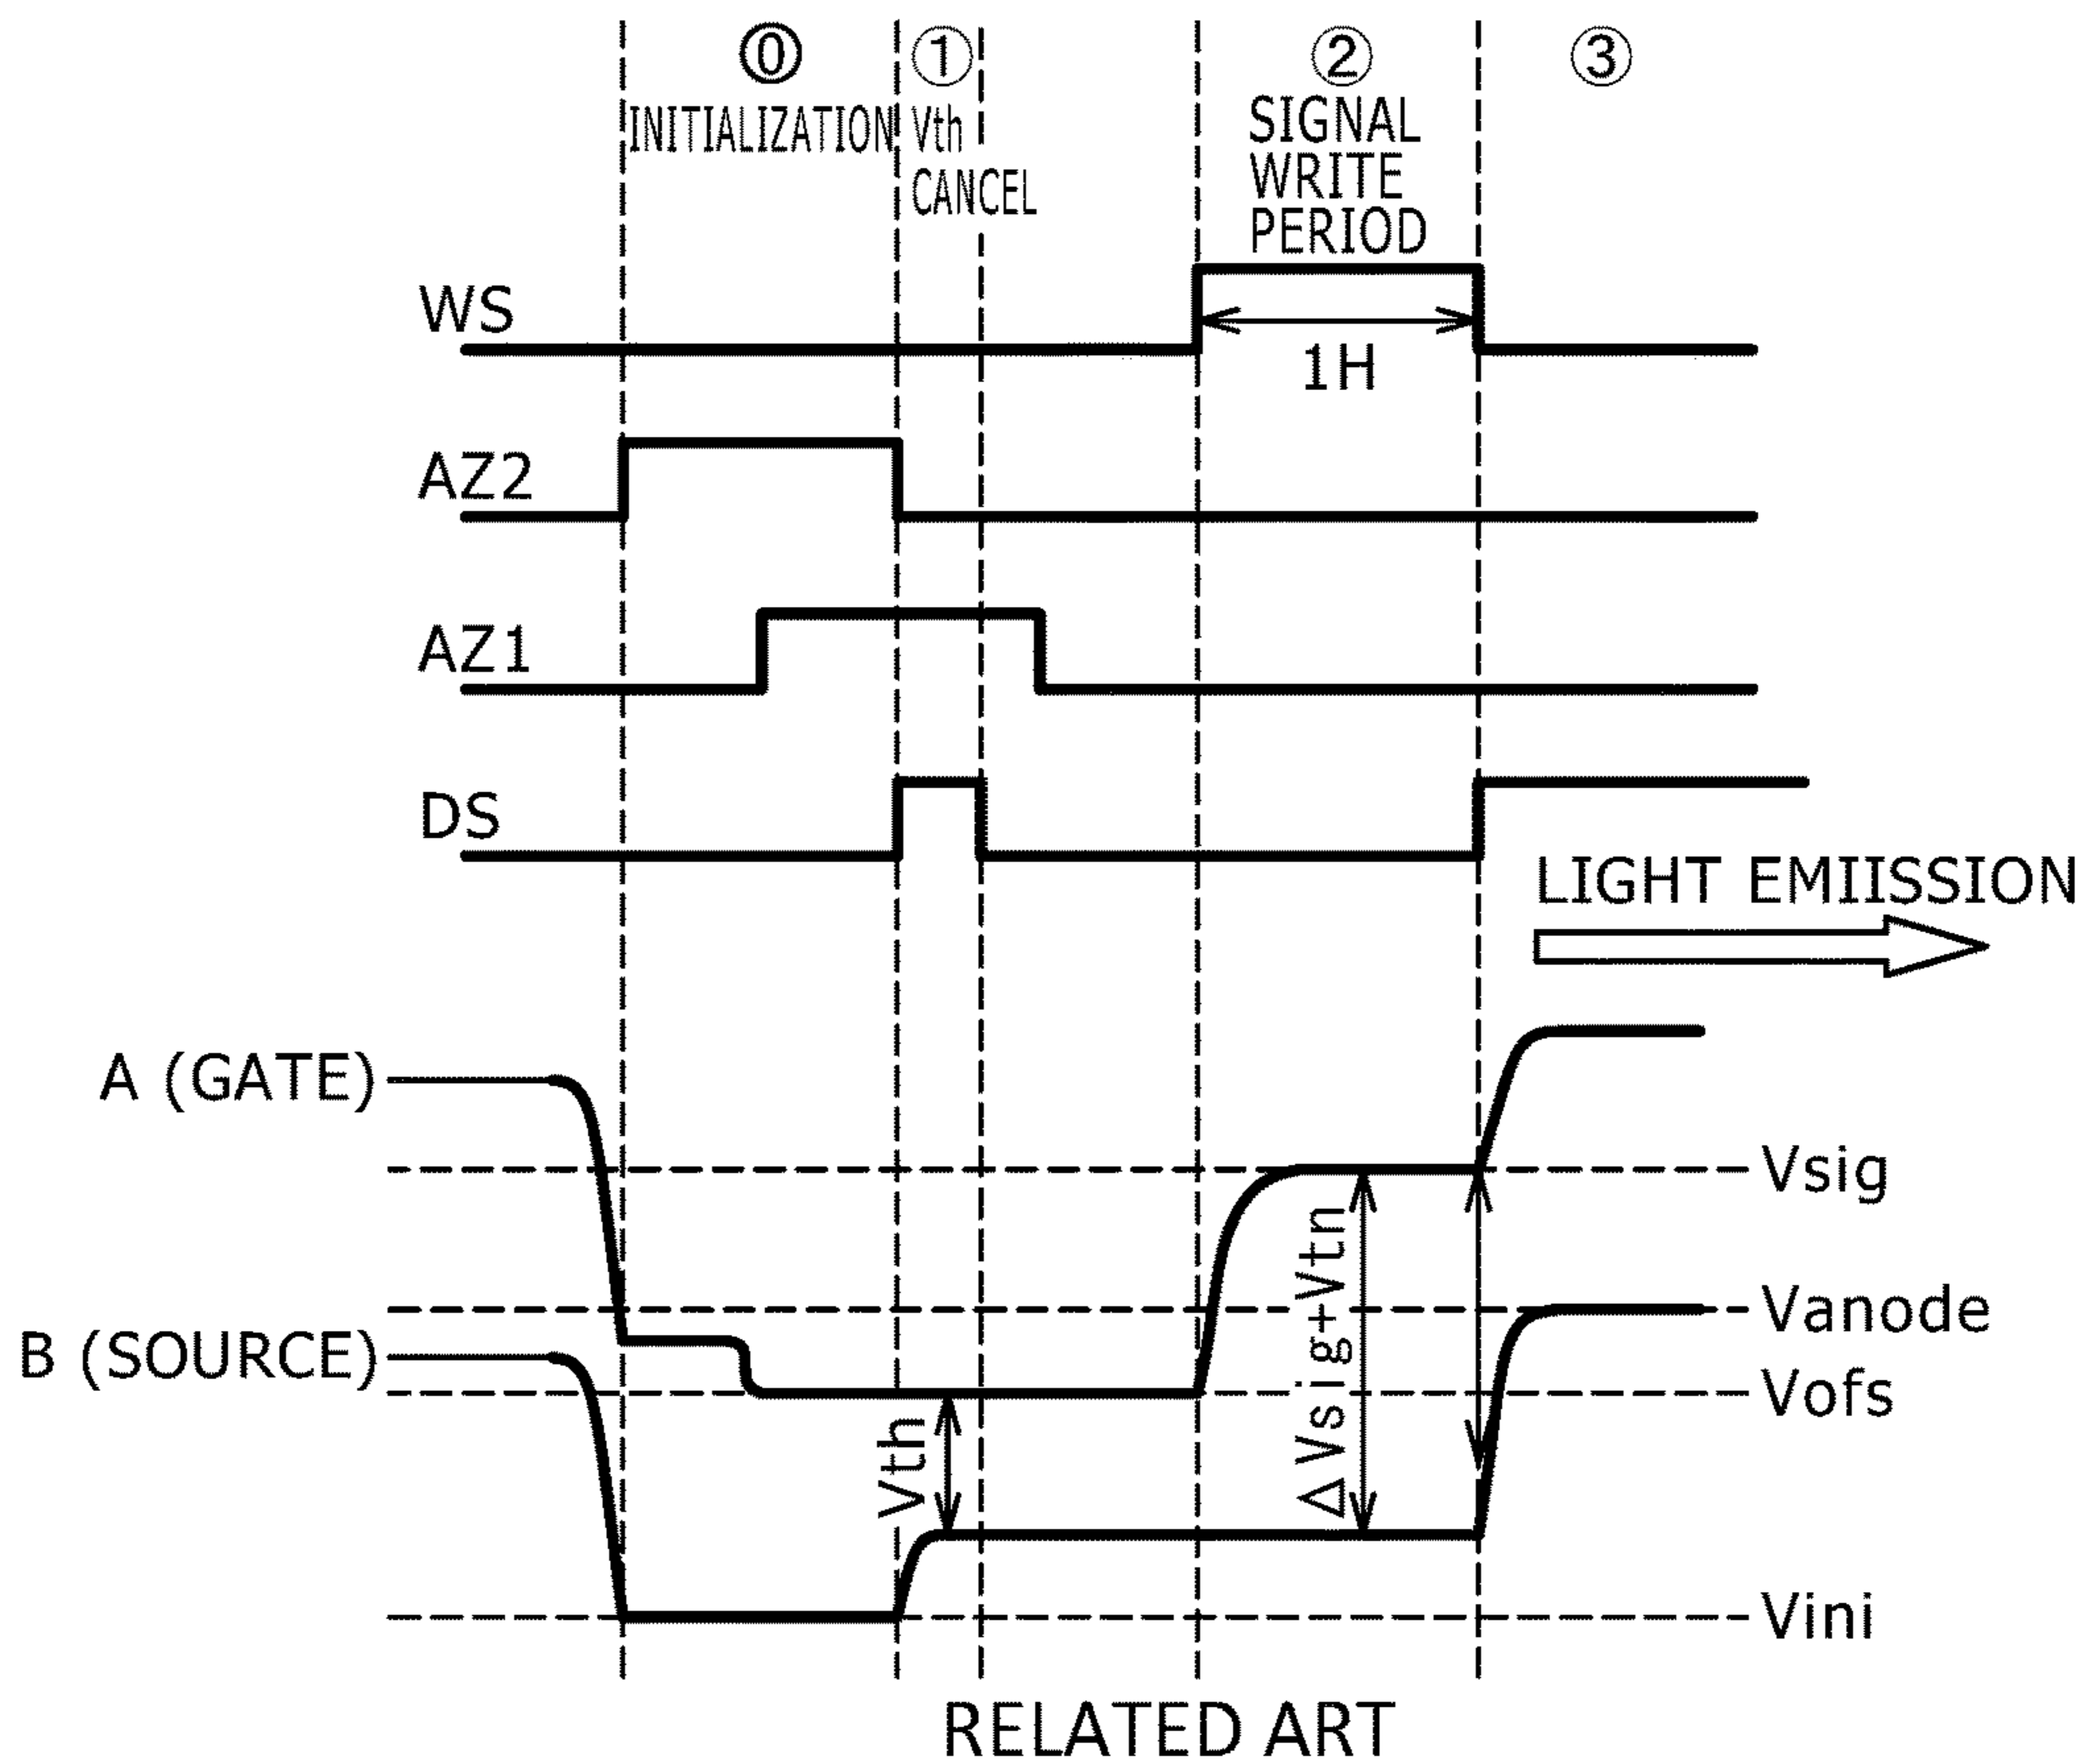 ⓪ ① ② ③
INITIALIZATION
Vth
CANCEL
SIGNAL
WRITE
PERIOD
WS
1H
AZ2
AZ1
DS
LIGHT EMIISSION
A (GATE)
Vsig
ΔVsig+Vtn
Vanode
B (SOURCE)
Vofs
Vth
Vini
RELATED ART